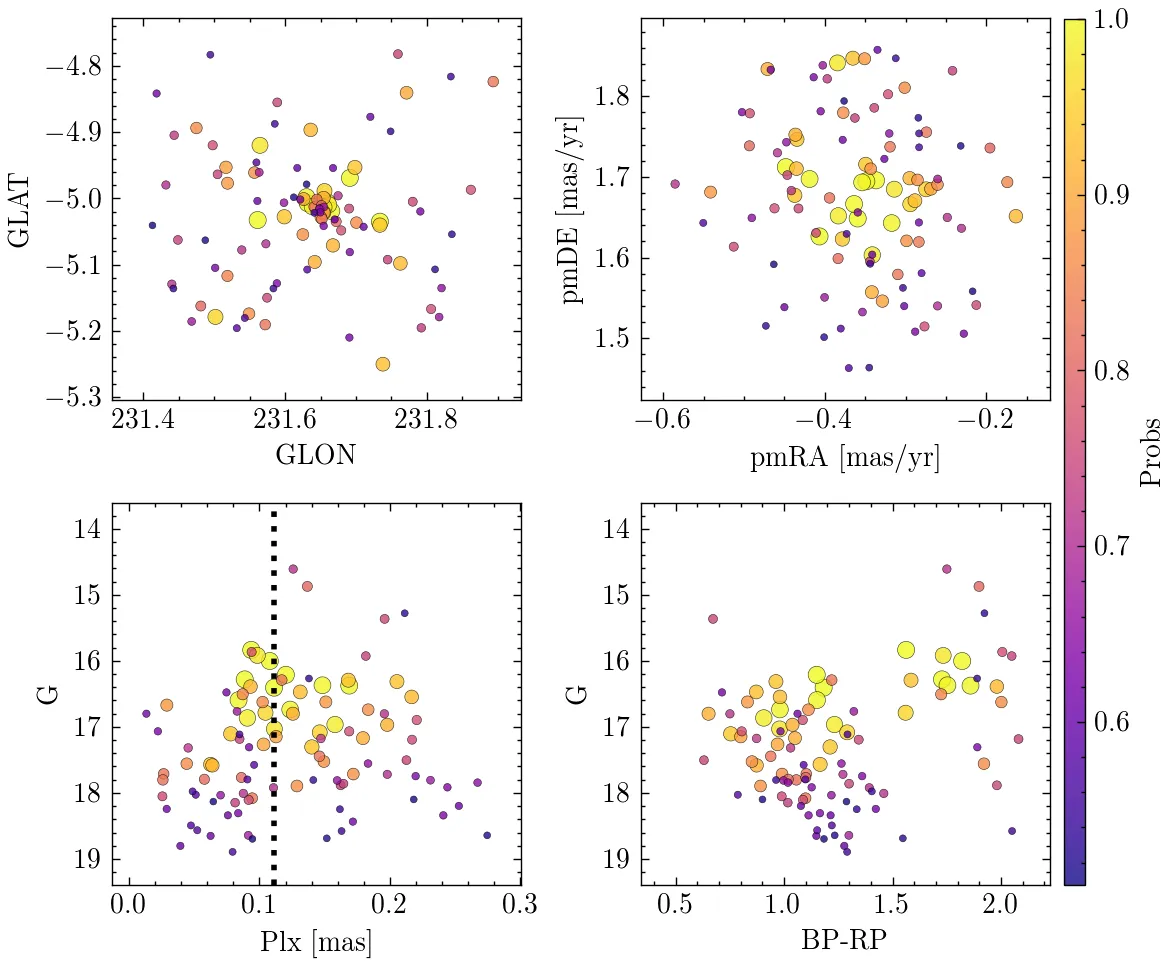 −4.8
−4.9
−5.0
−5.1
−5.2
−5.3
GLAT
231.4 231.6 231.8
GLON
1.8
1.7
1.6
1.5
pmDE [mas/yr]
−0.6 −0.4 −0.2
pmRA [mas/yr]
1.0
0.9
0.8
0.7
0.6
Probs
14
15
16
17
18
19
G
0.0 0.1 0.2 0.3
Plx [mas]
14
15
16
17
18
19
G
0.5 1.0 1.5 2.0
BP-RP